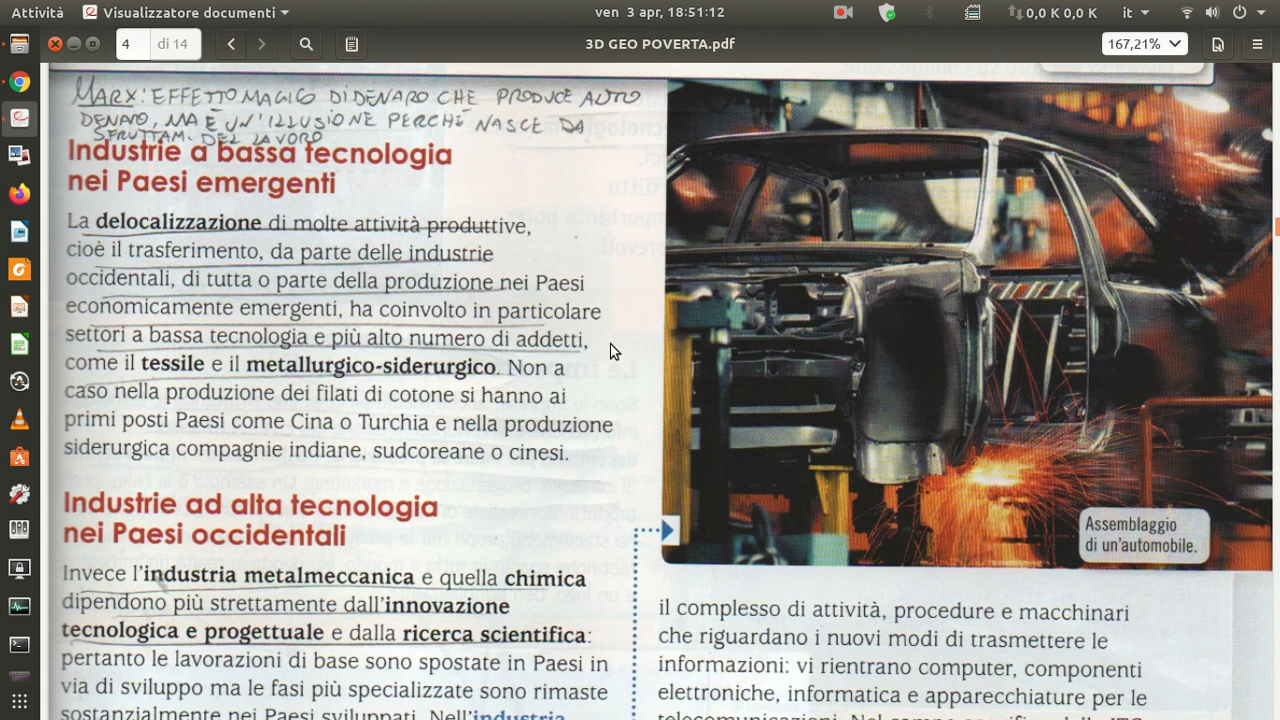 Attività
Visualizzatore documenti
ven 3 apr, 18:51:12
0,0 K 0,0 K
it
4
di 14
3D GEO POVERTA.pdf
167,21%
MARX: EFFETTO MAGICO DI DENARO CHE PRODUCE ALTRO
DENARO, MA È UN'ILLUSIONE PERCHÉ NASCE DA
SFRUTTAM. DEL LAVORO
Industrie a bassa tecnologia
nei Paesi emergenti
La delocalizzazione di molte attività produttive,
cioè il trasferimento, da parte delle industrie
occidentali, di tutta o parte della produzione nei Paesi
economicamente emergenti, ha coinvolto in particolare
settori a bassa tecnologia e più alto numero di addetti,
come il tessile e il metallurgico-siderurgico. Non a
caso nella produzione dei filati di cotone si hanno ai
primi posti Paesi come Cina o Turchia e nella produzione
siderurgica compagnie indiane, sudcoreane o cinesi.
Industrie ad alta tecnologia
nei Paesi occidentali
Invece l'industria metalmeccanica e quella chimica
dipendono più strettamente dall'innovazione
tecnologica e progettuale e dalla ricerca scientifica:
pertanto le lavorazioni di base sono spostate in Paesi in
via di sviluppo ma le fasi più specializzate sono rimaste
sostanzialmente nei Paesi sviluppati. Nell'industria
Assemblaggio
di un'automobile.
il complesso di attività, procedure e macchinari
che riguardano i nuovi modi di trasmettere le
informazioni: vi rientrano computer, componenti
elettroniche, informatica e apparecchiature per le